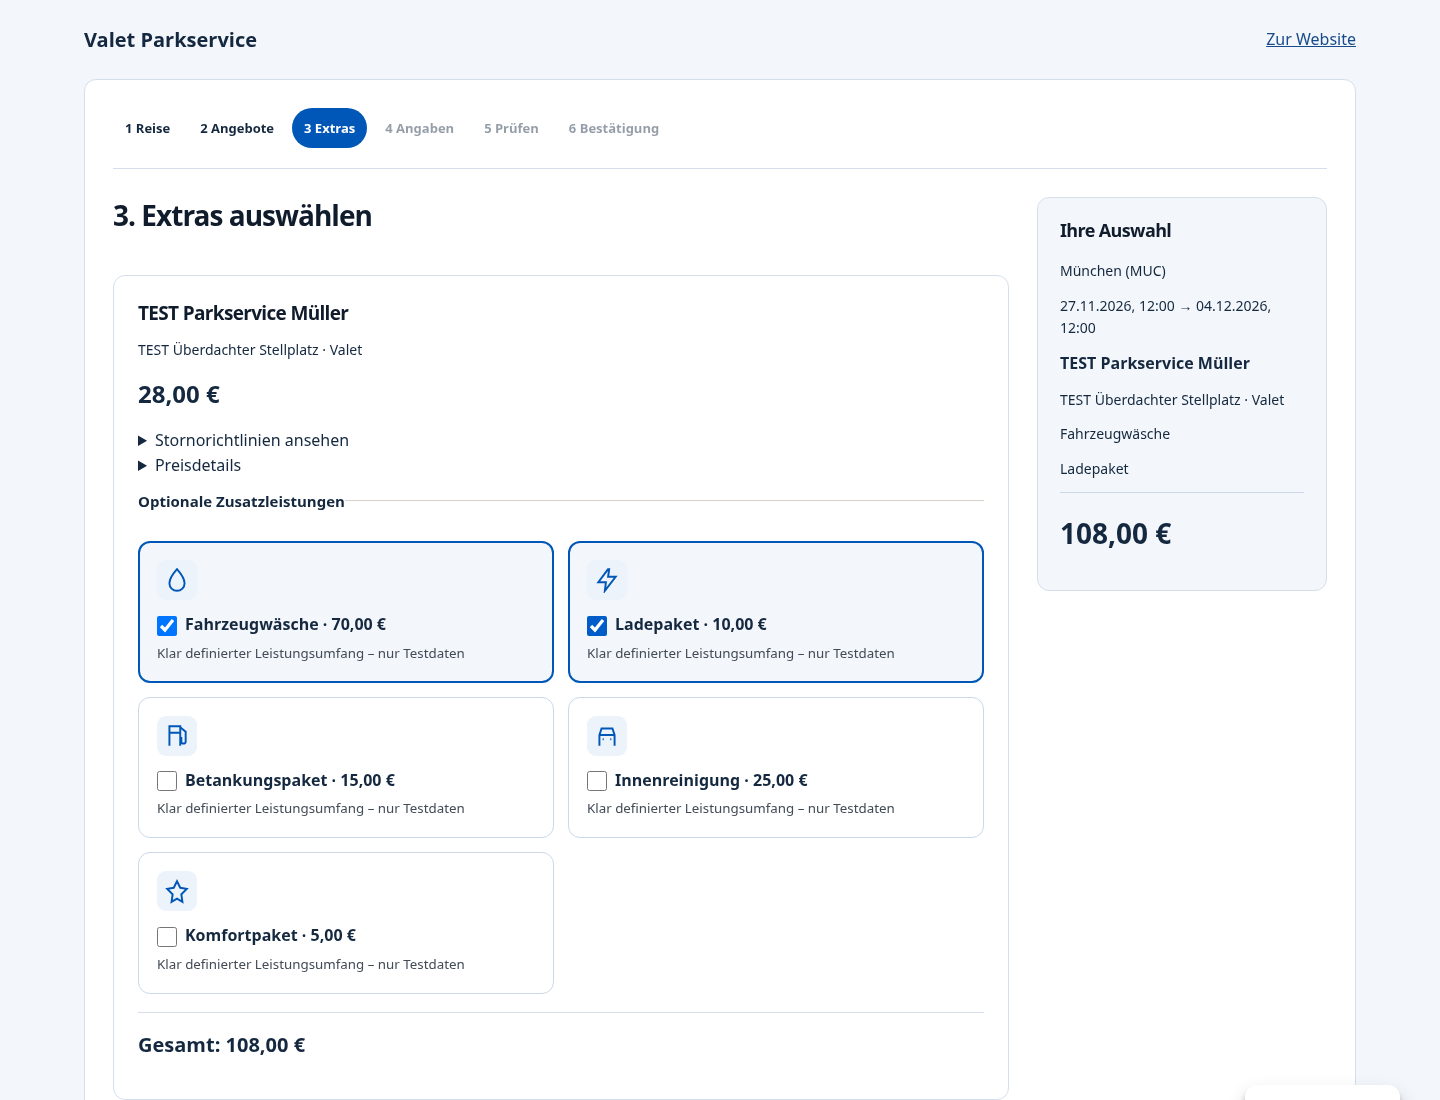 Valet Parkservice
Zur Website
1 Reise
2 Angebote
3 Extras
4 Angaben
5 Prüfen
6 Bestätigung
3. Extras auswählen
TEST Parkservice Müller
TEST Überdachter Stellplatz · Valet
28,00 €
Stornorichtlinien ansehen
Preisdetails
Optionale Zusatzleistungen
Fahrzeugwäsche · 70,00 €
Klar definierter Leistungsumfang – nur Testdaten
Ladepaket · 10,00 €
Klar definierter Leistungsumfang – nur Testdaten
Betankungspaket · 15,00 €
Klar definierter Leistungsumfang – nur Testdaten
Innenreinigung · 25,00 €
Klar definierter Leistungsumfang – nur Testdaten
Komfortpaket · 5,00 €
Klar definierter Leistungsumfang – nur Testdaten
Gesamt: 108,00 €
Ihre Auswahl
München (MUC)
27.11.2026, 12:00 → 04.12.2026,
12:00
TEST Parkservice Müller
TEST Überdachter Stellplatz · Valet
Fahrzeugwäsche
Ladepaket
108,00 €